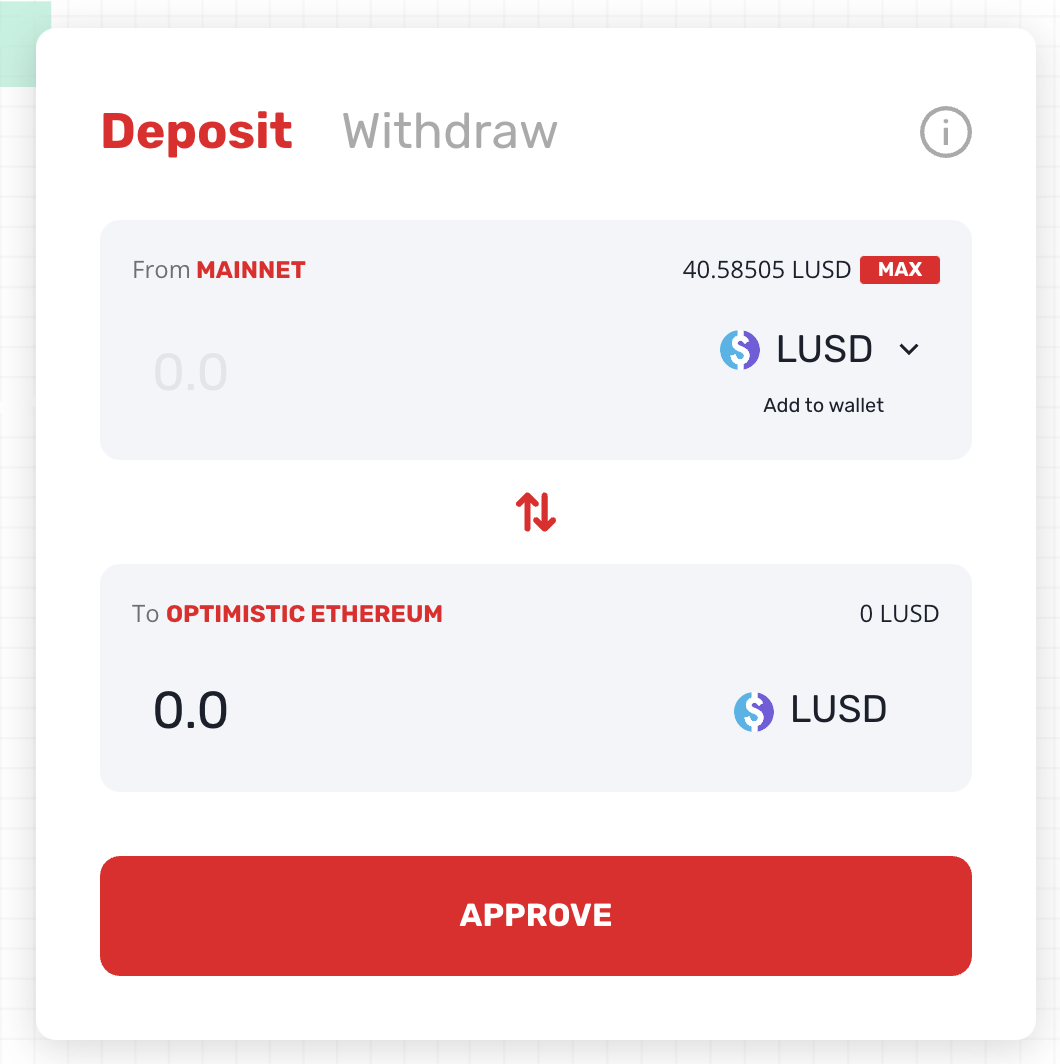 Deposit Withdraw
From MAINNET 40.58505 LUSD MAX
0.0 LUSD
Add to wallet
To OPTIMISTIC ETHEREUM 0 LUSD
0.0 LUSD
APPROVE